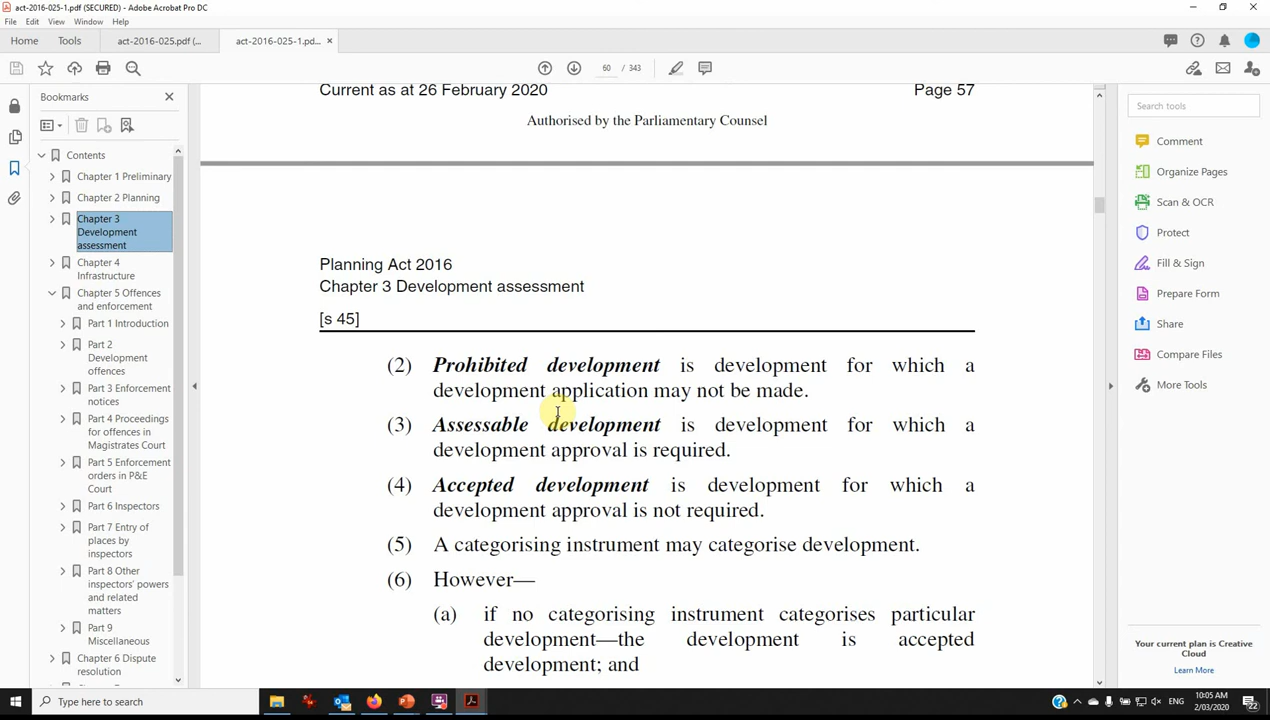 act-2016-025-1.pdf (SECURED) - Adobe Acrobat Pro DC
File Edit View Window Help
Home Tools act-2016-025.pdf (... act-2016-025-1.pd... ×
60 / 343
Bookmarks
Contents
Chapter 1 Preliminary
Chapter 2 Planning
Chapter 3
Development
assessment
Chapter 4
Infrastructure
Chapter 5 Offences
and enforcement
Part 1 Introduction
Part 2
Development
offences
Part 3 Enforcement
notices
Part 4 Proceedings
for offences in
Magistrates Court
Part 5 Enforcement
orders in P&E
Court
Part 6 Inspectors
Part 7 Entry of
places by
inspectors
Part 8 Other
inspectors' powers
and related
matters
Part 9
Miscellaneous
Chapter 6 Dispute
resolution
Current as at 26 February 2020 Page 57
Authorised by the Parliamentary Counsel
Planning Act 2016
Chapter 3 Development assessment
[s 45]
(2) Prohibited development is development for which a
development application may not be made.
(3) Assessable development is development for which a
development approval is required.
(4) Accepted development is development for which a
development approval is not required.
(5) A categorising instrument may categorise development.
(6) However—
(a) if no categorising instrument categorises particular
development—the development is accepted
development; and
Search tools
Comment
Organize Pages
Scan & OCR
Protect
Fill & Sign
Prepare Form
Share
Compare Files
More Tools
Your current plan is Creative
Cloud
Learn More
Type here to search
ENG
10:05 AM
2/03/2020
22